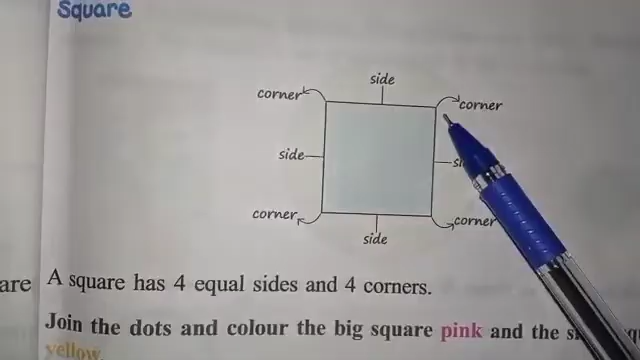 Square
side
corner
corner
side
corner
corner
side
are
A square has 4 equal sides and 4 corners.
Join the dots and colour the big square pink and the
yellow.